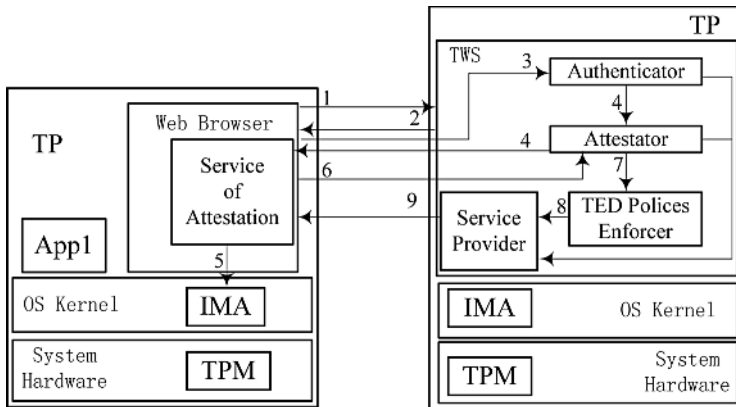 TP
TWS
3
Authenticator
1
4
2
Web Browser
TP
4
Attestator
Service
of
Attestation
6
7
9
8
Service
Provider
TED Polices
Enforcer
App1
5
OS Kernel
IMA
IMA
OS Kernel
System
Hardware
TPM
TPM
System
Hardware